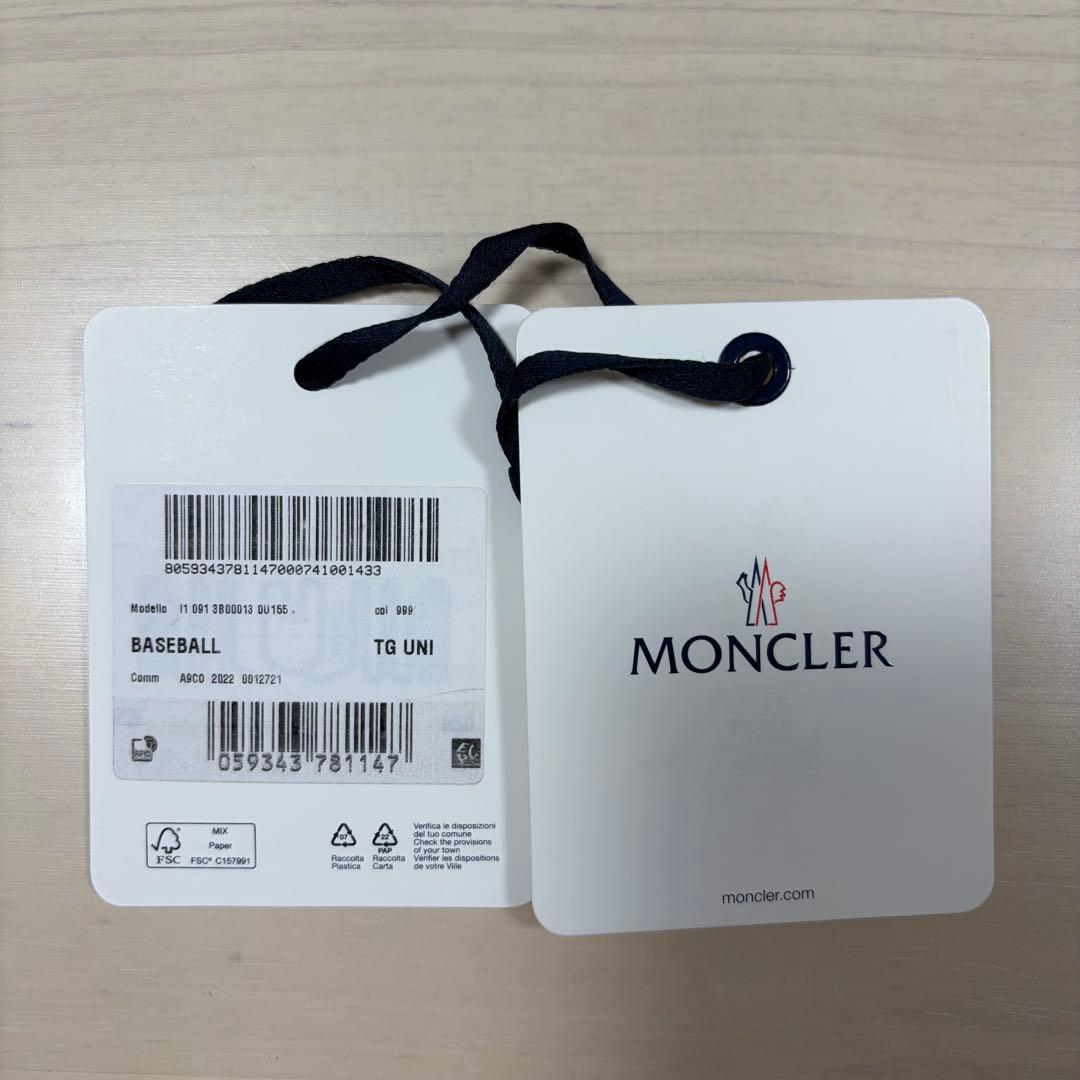 8059343781147000741001433
Modello I1 091 3B00013 0U155 col 999
BASEBALL TG UNI
Comm A9CO 2022 0012721
RFID
059343 781147
FSC
MIX
Paper
FSC® C157991
07
Raccolta
Plastica
22
PAP
Raccolta
Carta
Verifica le disposizioni
del tuo comune
Check the provisions
of your town
Vérifier les dispositions
de votre Ville
MONCLER
moncler.com